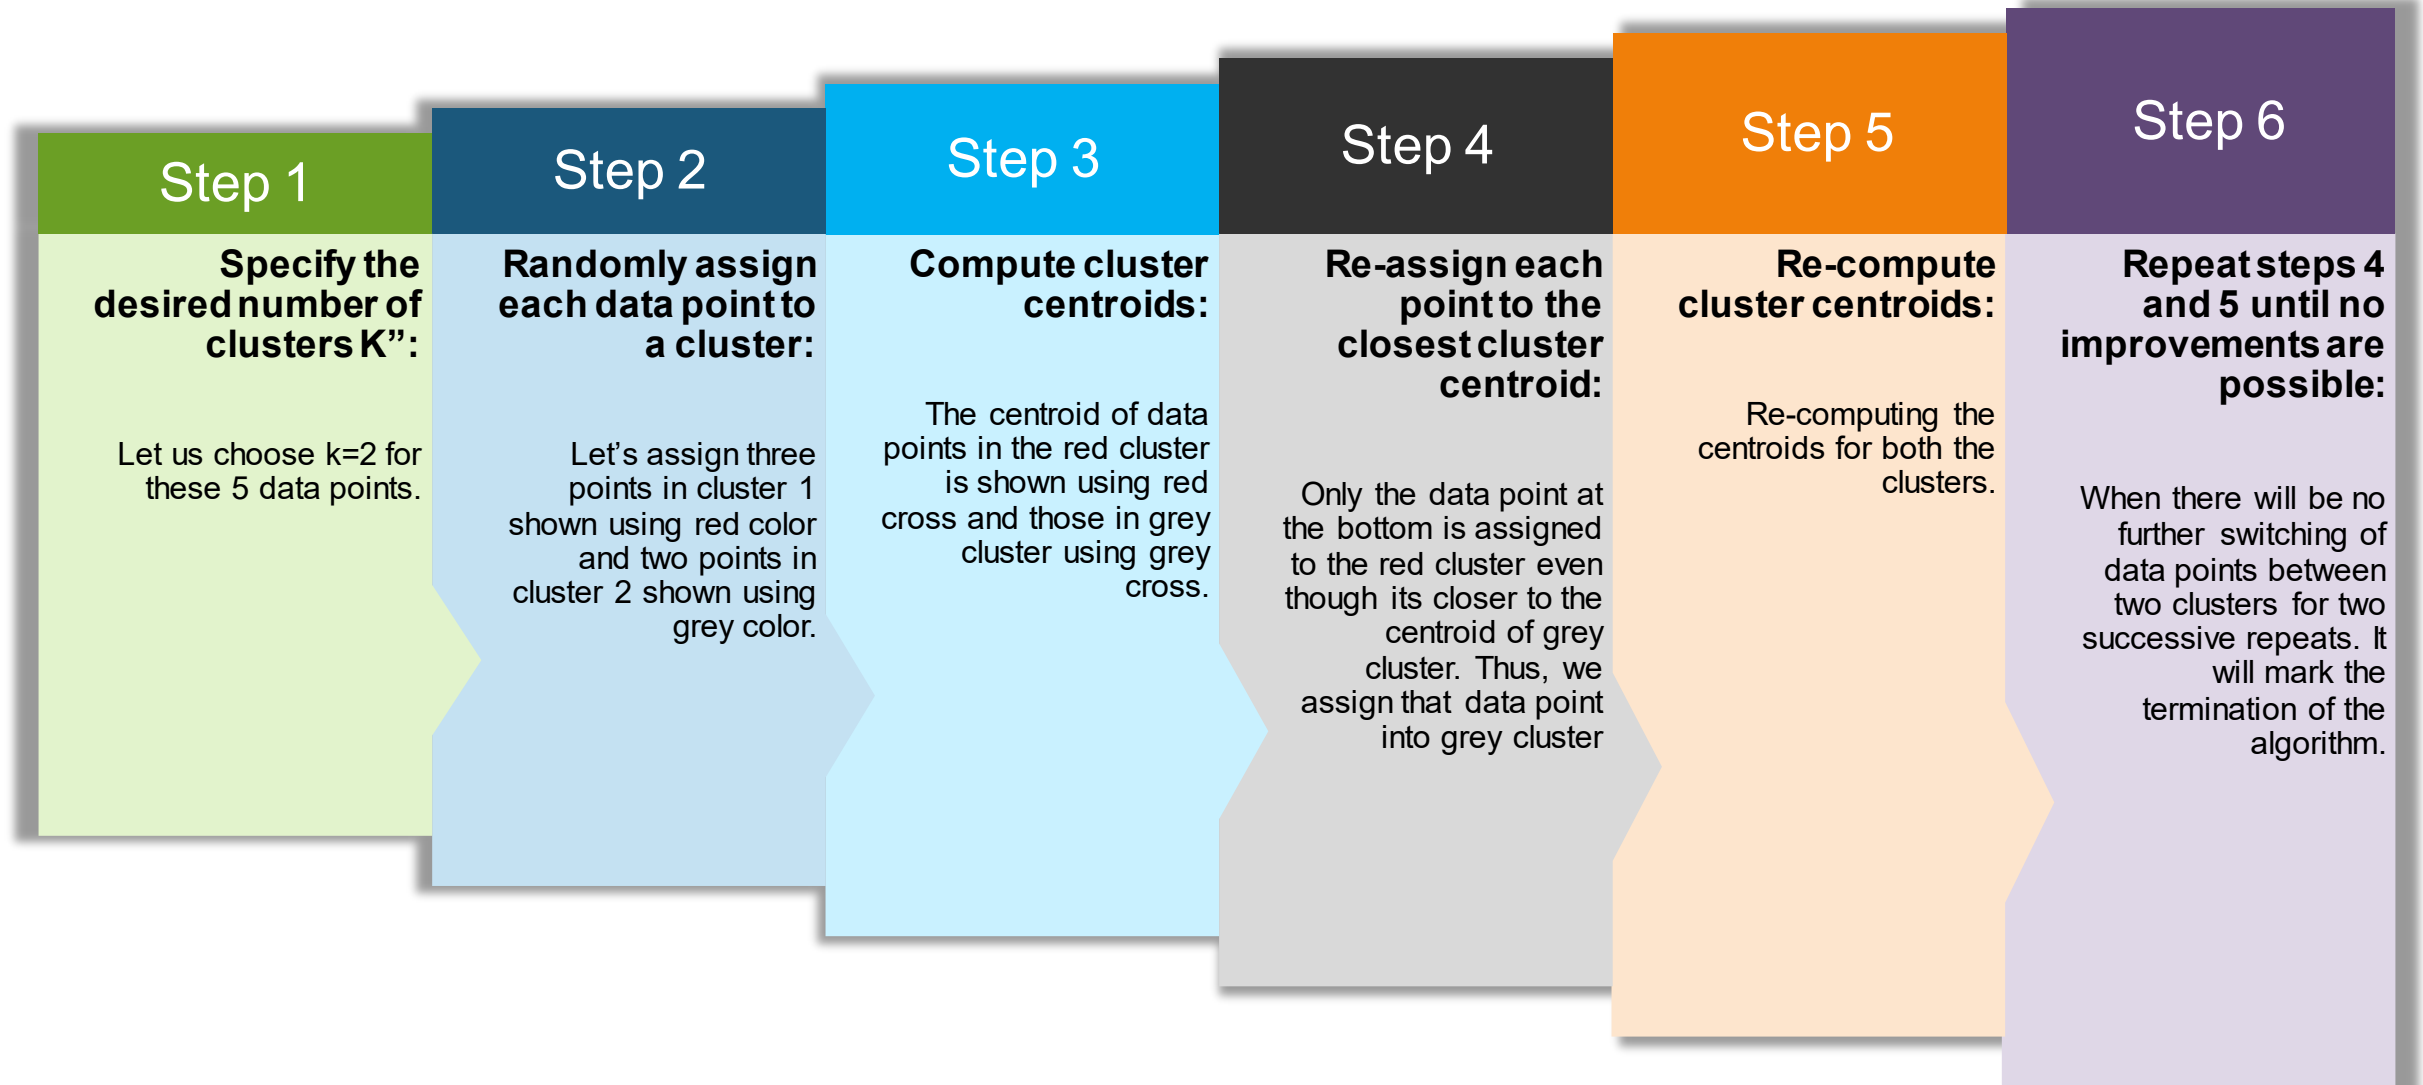 Step 1
Specify the
desired number of
clusters K”:
Let us choose k=2 for
these 5 data points.
Step 2
Randomly assign
each data point to
a cluster:
Let’s assign three
points in cluster 1
shown using red color
and two points in
cluster 2 shown using
grey color.
Step 3
Compute cluster
centroids:
The centroid of data
points in the red cluster
is shown using red
cross and those in grey
cluster using grey
cross.
Step 4
Re-assign each
point to the
closest cluster
centroid:
Only the data point at
the bottom is assigned
to the red cluster even
though its closer to the
centroid of grey
cluster. Thus, we
assign that data point
into grey cluster
Step 5
Re-compute
cluster centroids:
Re-computing the
centroids for both the
clusters.
Step 6
Repeat steps 4
and 5 until no
improvements are
possible:
When there will be no
further switching of
data points between
two clusters for two
successive repeats. It
will mark the
termination of the
algorithm.